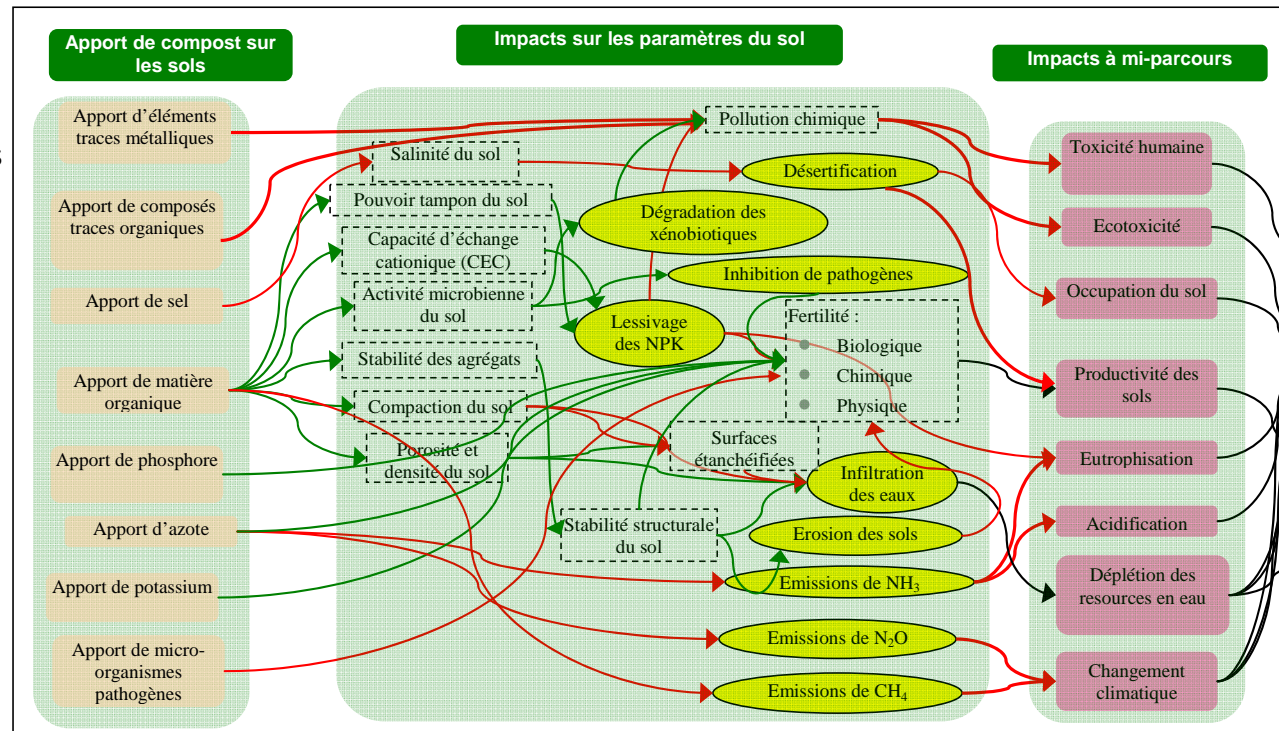 Apport de compost sur
les sols
Impacts sur les paramètres du sol
Impacts à mi-parcours
s
Apport d'éléments
traces métalliques
Apport de composés
traces organiques
Apport de sel
Apport de matière
organique
Apport de phosphore
Apport d'azote
Apport de potassium
Apport de micro-
organismes
pathogènes
Pollution chimique
Salinité du sol
Désertification
Pouvoir tampon du sol
Dégradation des
xénobiotiques
Capacité d'échange
cationique (CEC)
Inhibition de pathogènes
Activité microbienne
du sol
Lessivage
des NPK
Fertilité :
Biologique
Chimique
Physique
Stabilité des agrégats
Compaction du sol
Porosité et
densité du sol
Surfaces
étanchéifiées
Infiltration
des eaux
Stabilité structurale
du sol
Erosion des sols
Emissions de NH₃
Emissions de N₂O
Emissions de CH₄
Toxicité humaine
Ecotoxicité
Occupation du sol
Productivité des
sols
Eutrophisation
Acidification
Déplétion des
resources en eau
Changement
climatique